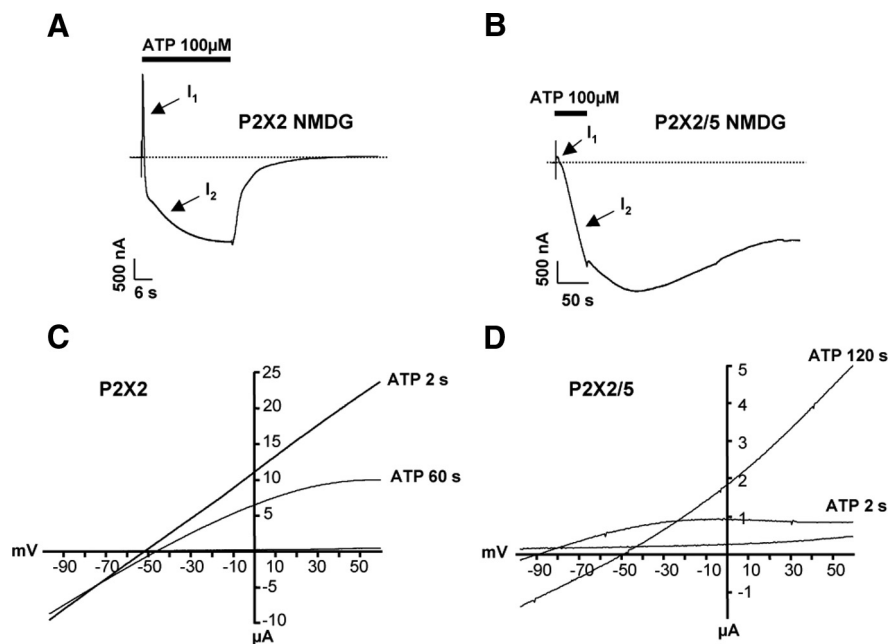 A
ATP 100µM
I1
P2X2 NMDG
I2
500 nA
6 s
B
ATP 100µM
P2X2/5 NMDG
I1
I2
500 nA
50 s
C
P2X2
25
20
15
10
5
-5
-10
ATP 2 s
ATP 60 s
mV
-90 -70 -50 -30 -10 10 30 50
µA
D
P2X2/5
5
4
3
2
1
-1
ATP 120 s
ATP 2 s
mV
-90 -70 -50 -30 -10 10 30 50
µA